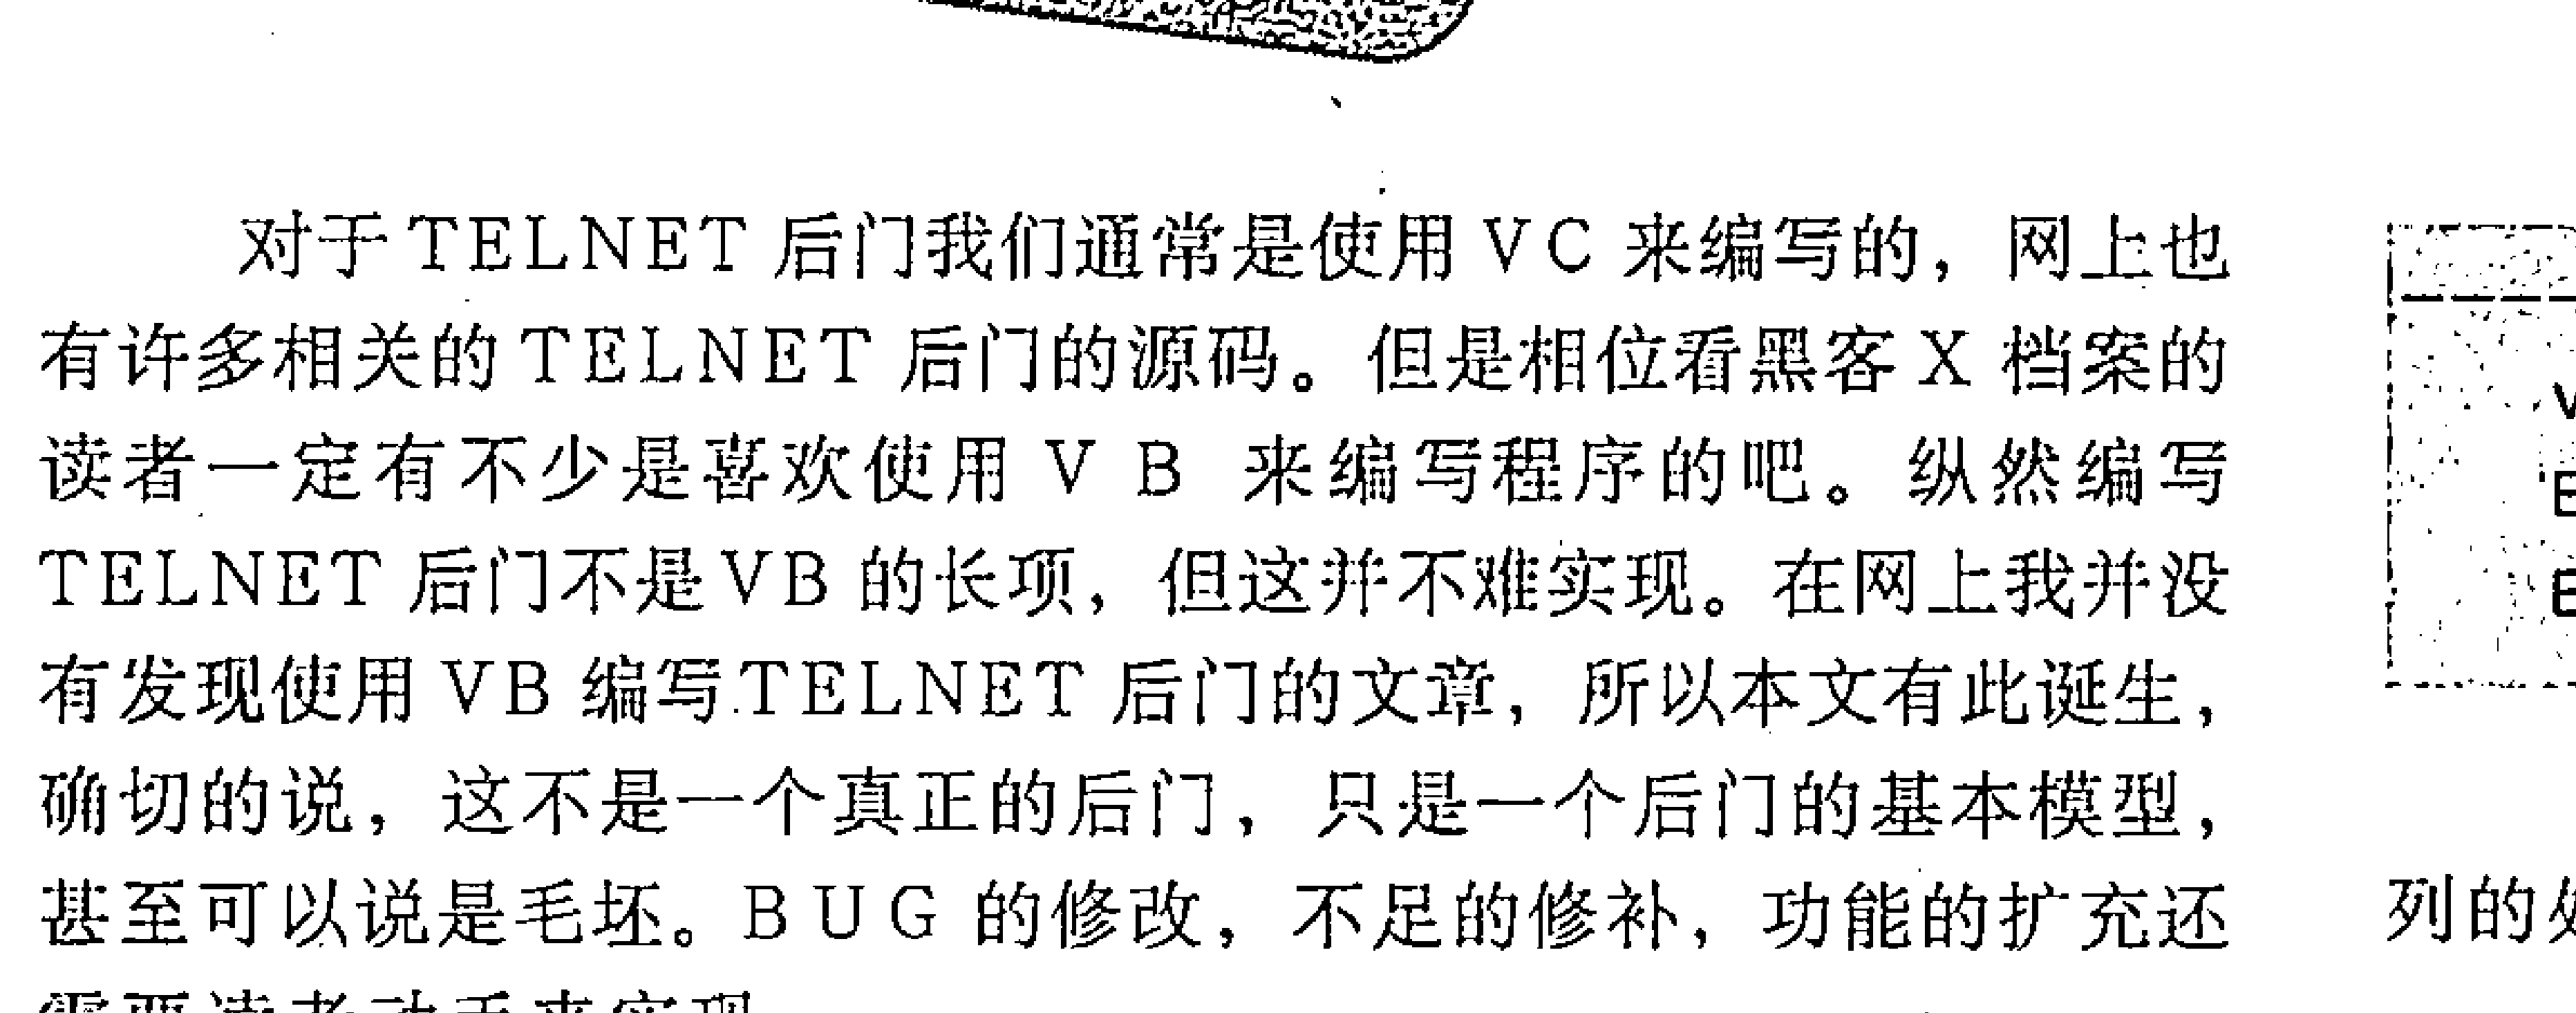 对于TELNET后门我们通常是使用VC来编写的，网上也
有许多相关的TELNET后门的源码。但是相位看黑客X档案的
读者一定有不少是喜欢使用VB来编写程序的吧。纵然编写
TELNET后门不是VB的长项，但这并不难实现。在网上我并没
有发现使用VB编写TELNET后门的文章，所以本文有此诞生，
确切的说，这不是一个真正的后门，只是一个后门的基本模型，
甚至可以说是毛坯。BUG的修改，不足的修补，功能的扩充还
需要读者动手来实现
列的